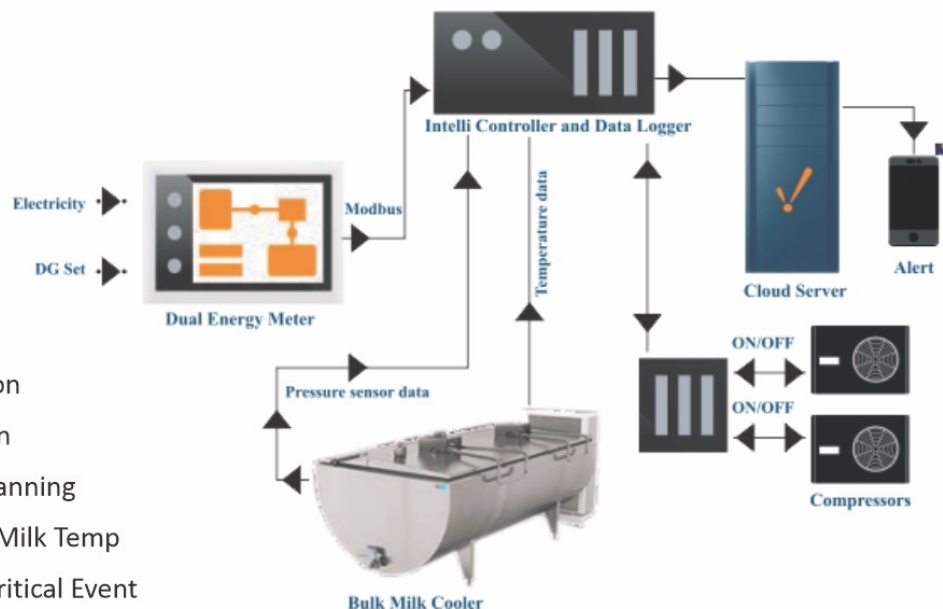 Intelli Controller and Data Logger
Electricity
DG Set
Modbus
Dual Energy Meter
Temperature data
Cloud Server
Alert
Pressure sensor data
ON/OFF
ON/OFF
Compressors
Bulk Milk Cooler
on
n
anning
Milk Temp
ritical Event